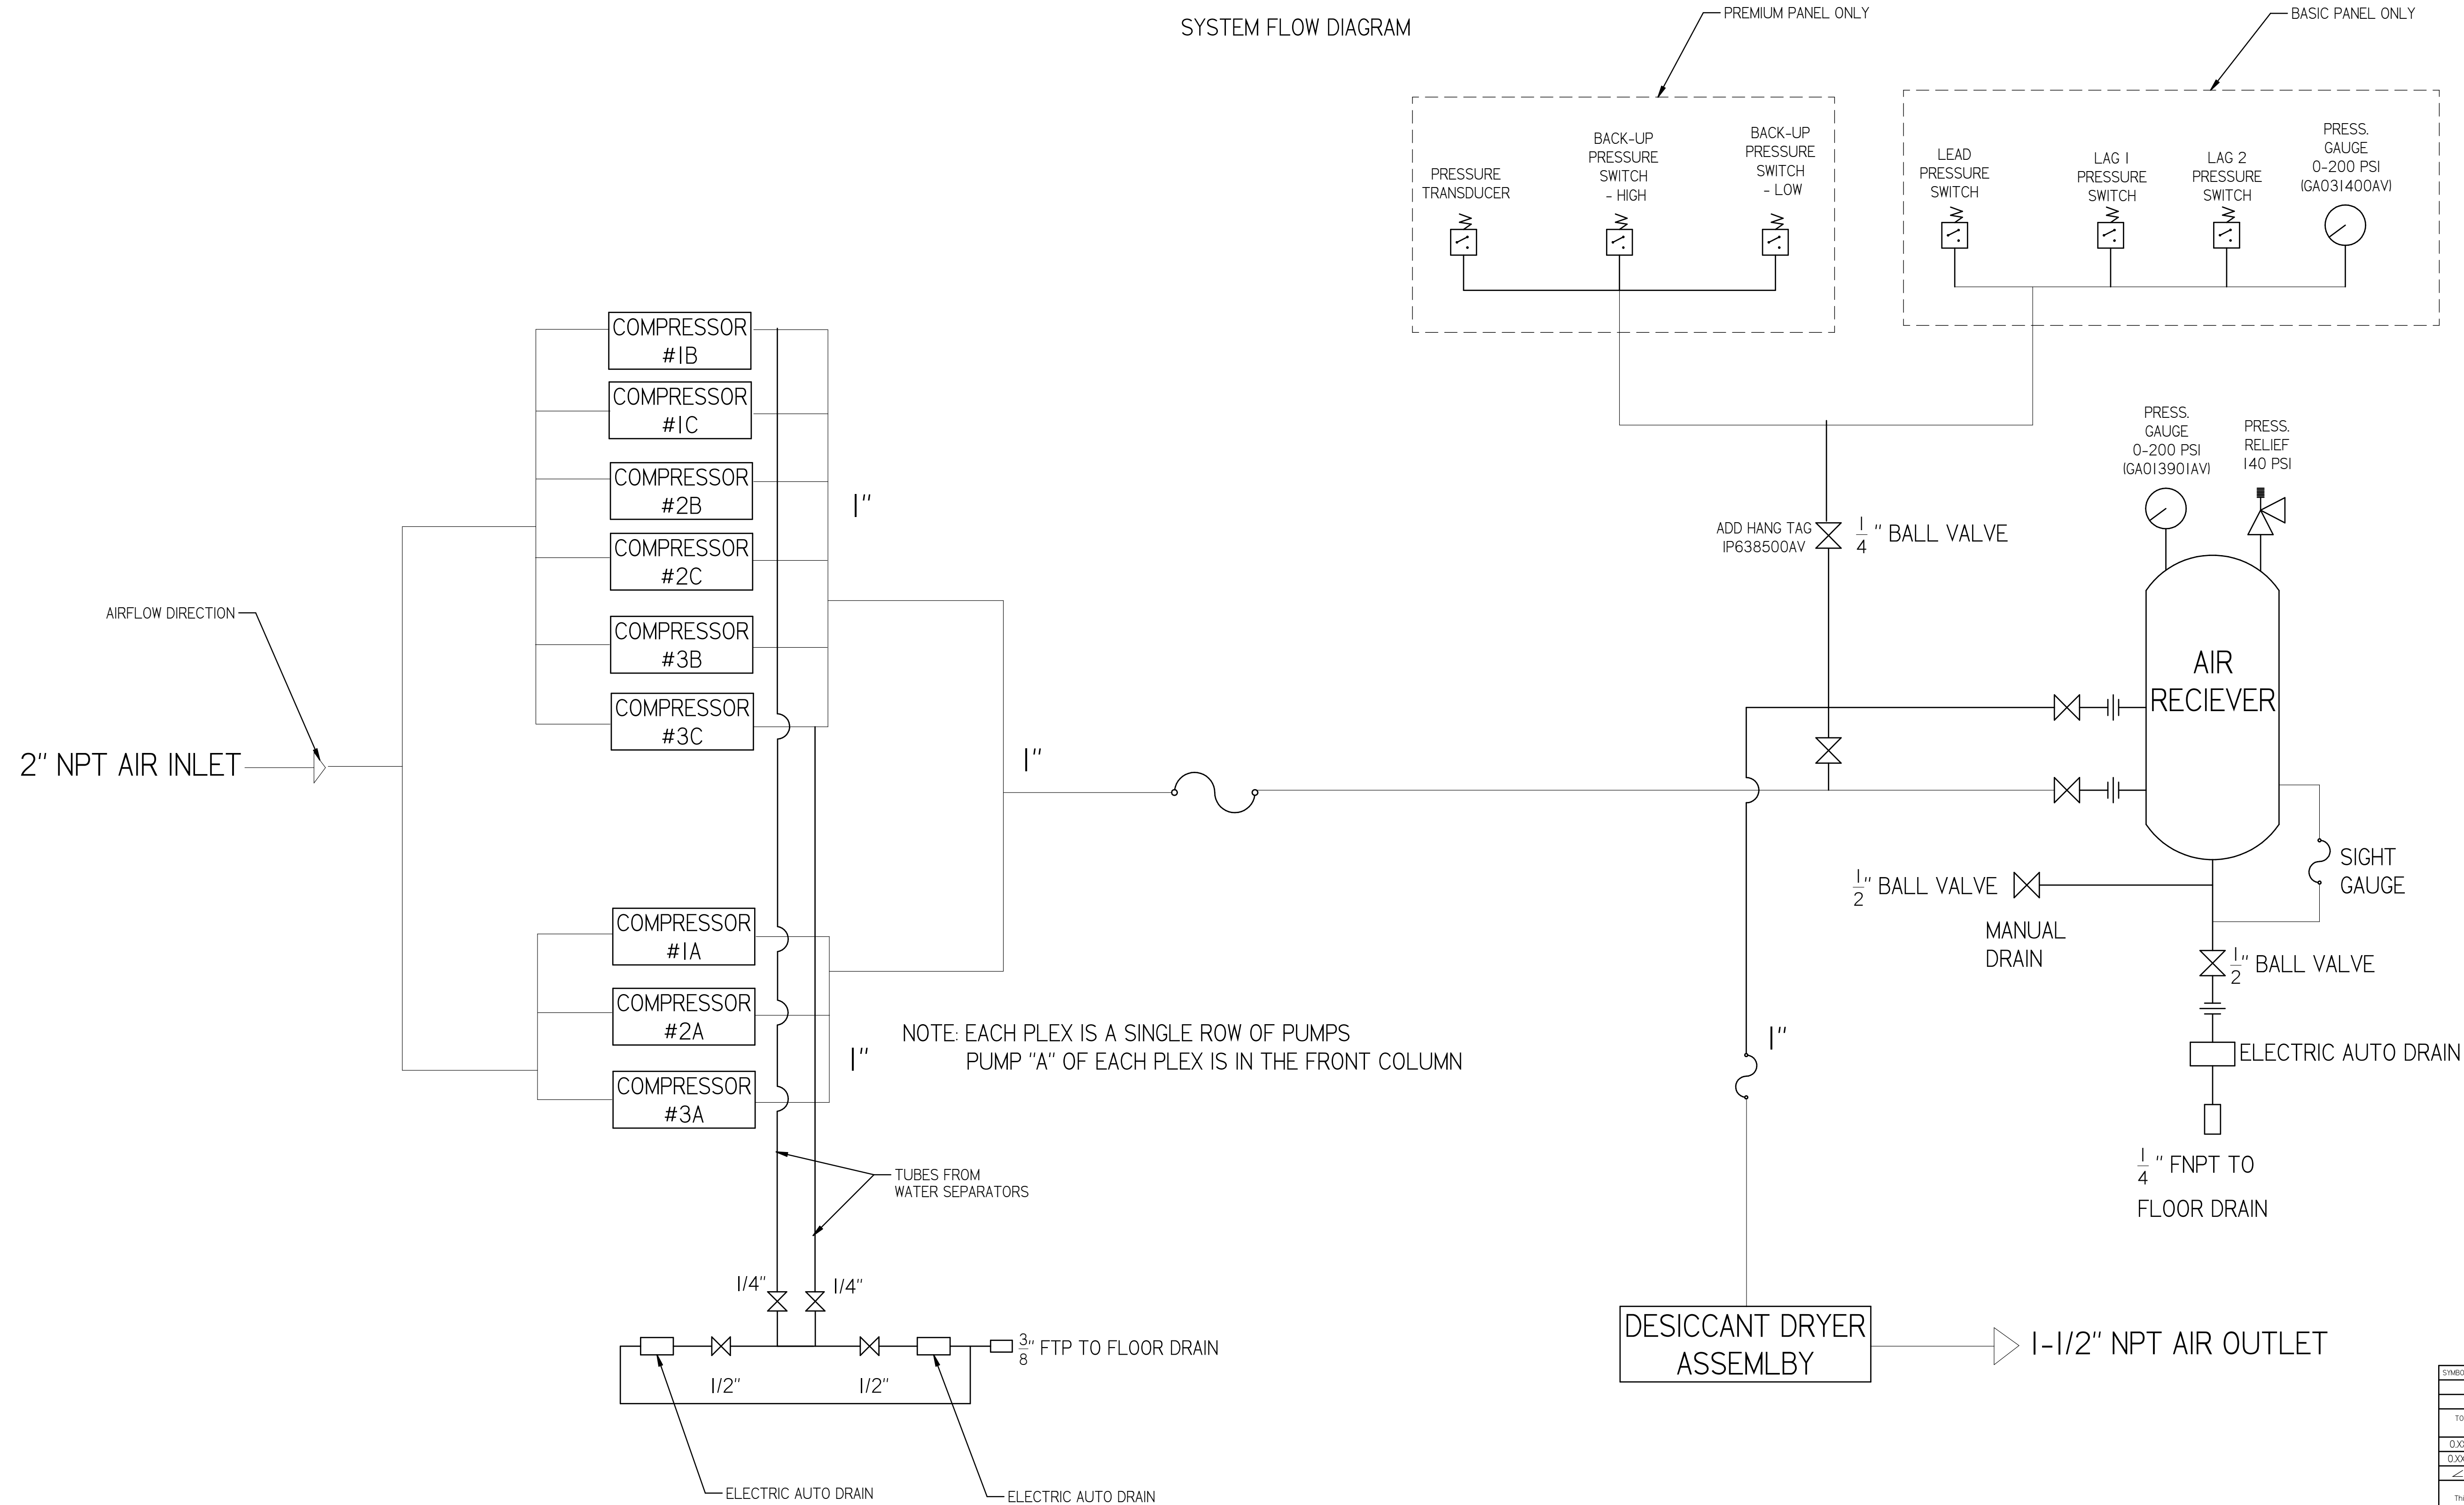 SYSTEM FLOW DIAGRAM
PREMIUM PANEL ONLY
BASIC PANEL ONLY
PRESSURE
TRANSDUCER
BACK-UP
PRESSURE
SWITCH
- HIGH
BACK-UP
PRESSURE
SWITCH
- LOW
LEAD
PRESSURE
SWITCH
LAG 1
PRESSURE
SWITCH
LAG 2
PRESSURE
SWITCH
PRESS.
GAUGE
0-200 PSI
(GA031400AV)
COMPRESSOR
#1B
COMPRESSOR
#1C
COMPRESSOR
#2B
COMPRESSOR
#2C
COMPRESSOR
#3B
COMPRESSOR
#3C
1"
AIRFLOW DIRECTION
2" NPT AIR INLET
1"
COMPRESSOR
#1A
COMPRESSOR
#2A
COMPRESSOR
#3A
1"
NOTE: EACH PLEX IS A SINGLE ROW OF PUMPS
PUMP "A" OF EACH PLEX IS IN THE FRONT COLUMN
TUBES FROM
WATER SEPARATORS
1/4"
1/4"
1/2"
1/2"
3/8" FTP TO FLOOR DRAIN
ELECTRIC AUTO DRAIN
ELECTRIC AUTO DRAIN
ADD HANG TAG
IP638500AV
1/4" BALL VALVE
PRESS.
GAUGE
0-200 PSI
(GA013901AV)
PRESS.
RELIEF
140 PSI
AIR
RECIEVER
SIGHT
GAUGE
1/2" BALL VALVE
MANUAL
DRAIN
1/2" BALL VALVE
ELECTRIC AUTO DRAIN
1/4" FNPT TO
FLOOR DRAIN
1"
DESICCANT DRYER
ASSEMLBY
1-1/2" NPT AIR OUTLET